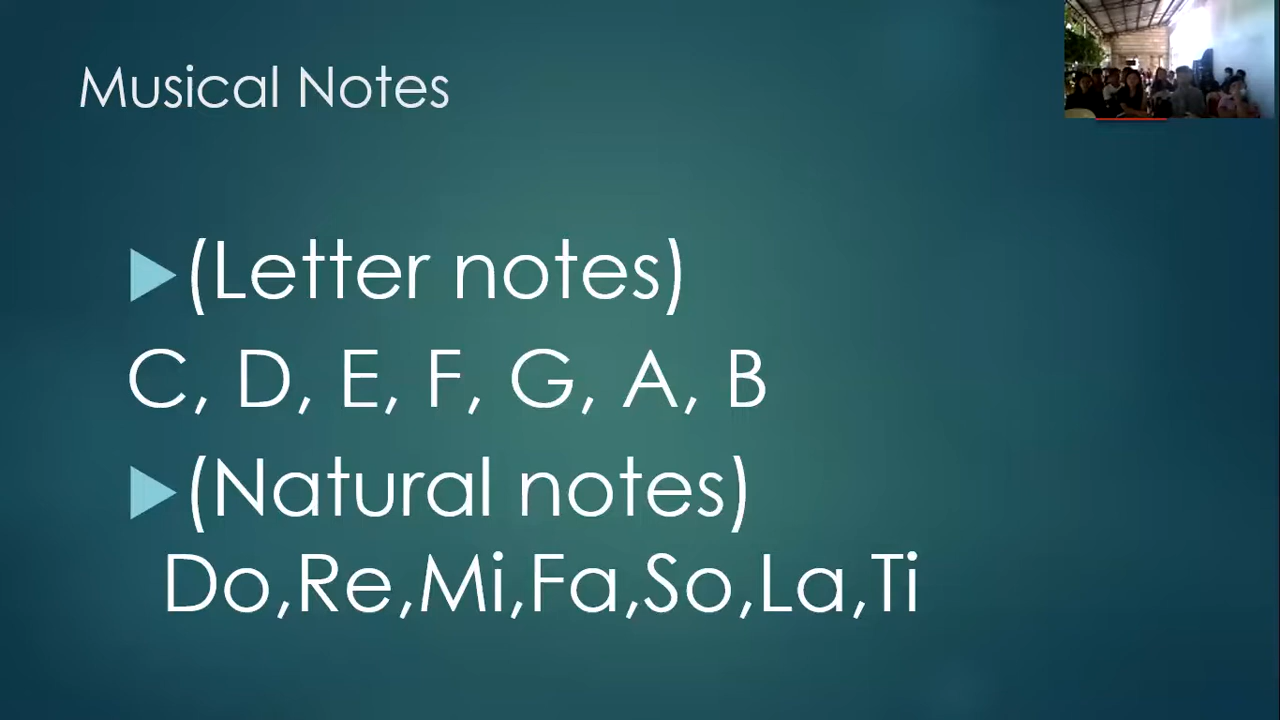 Musical Notes
(Letter notes)
C, D, E, F, G, A, B
(Natural notes)
Do,Re,Mi,Fa,So,La,Ti